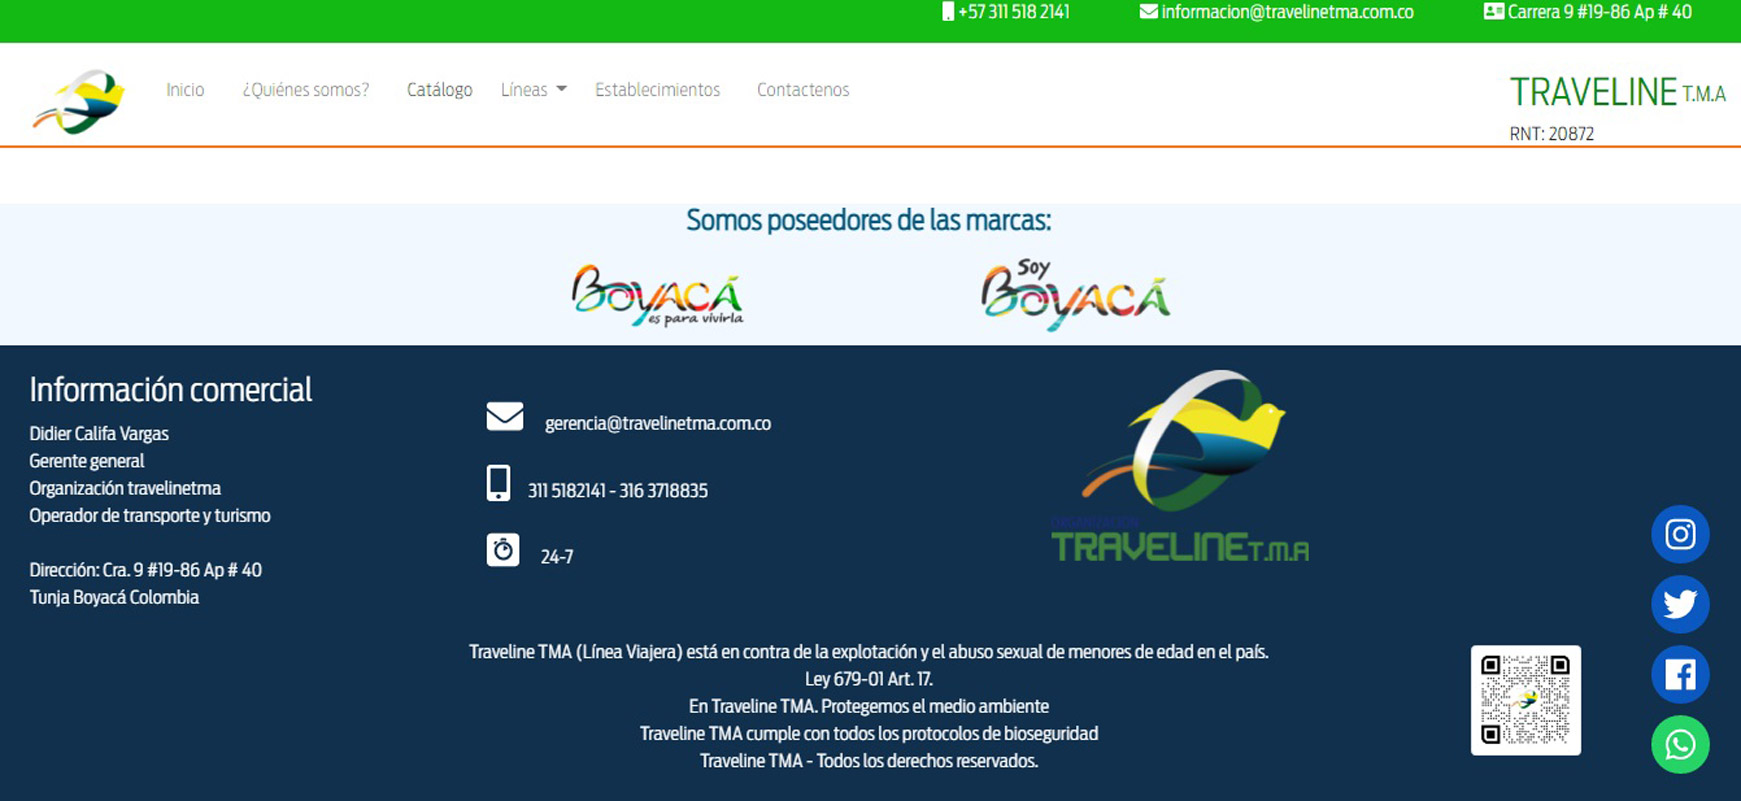 +57 311 518 2141 informacion@travelinetma.com.co Carrera 9 #19-86 Ap # 40
Inicio ¿Quiénes somos? Catálogo Líneas Establecimientos Contactenos
TRAVELINE T.M.A
RNT: 20872
Somos poseedores de las marcas:
BOYACÁ
es para vivirla
Soy
BOYACÁ
Información comercial
Didier Califa Vargas
Gerente general
Organización travelinetma
Operador de transporte y turismo
Dirección: Cra. 9 #19-86 Ap # 40
Tunja Boyacá Colombia
gerencia@travelinetma.com.co
311 5182141 - 316 3718835
24-7
ORGANIZACIÓN
TRAVELINE T.M.A
Traveline TMA (Línea Viajera) está en contra de la explotación y el abuso sexual de menores de edad en el país.
Ley 679-01 Art. 17.
En Traveline TMA. Protegemos el medio ambiente
Traveline TMA cumple con todos los protocolos de bioseguridad
Traveline TMA - Todos los derechos reservados.